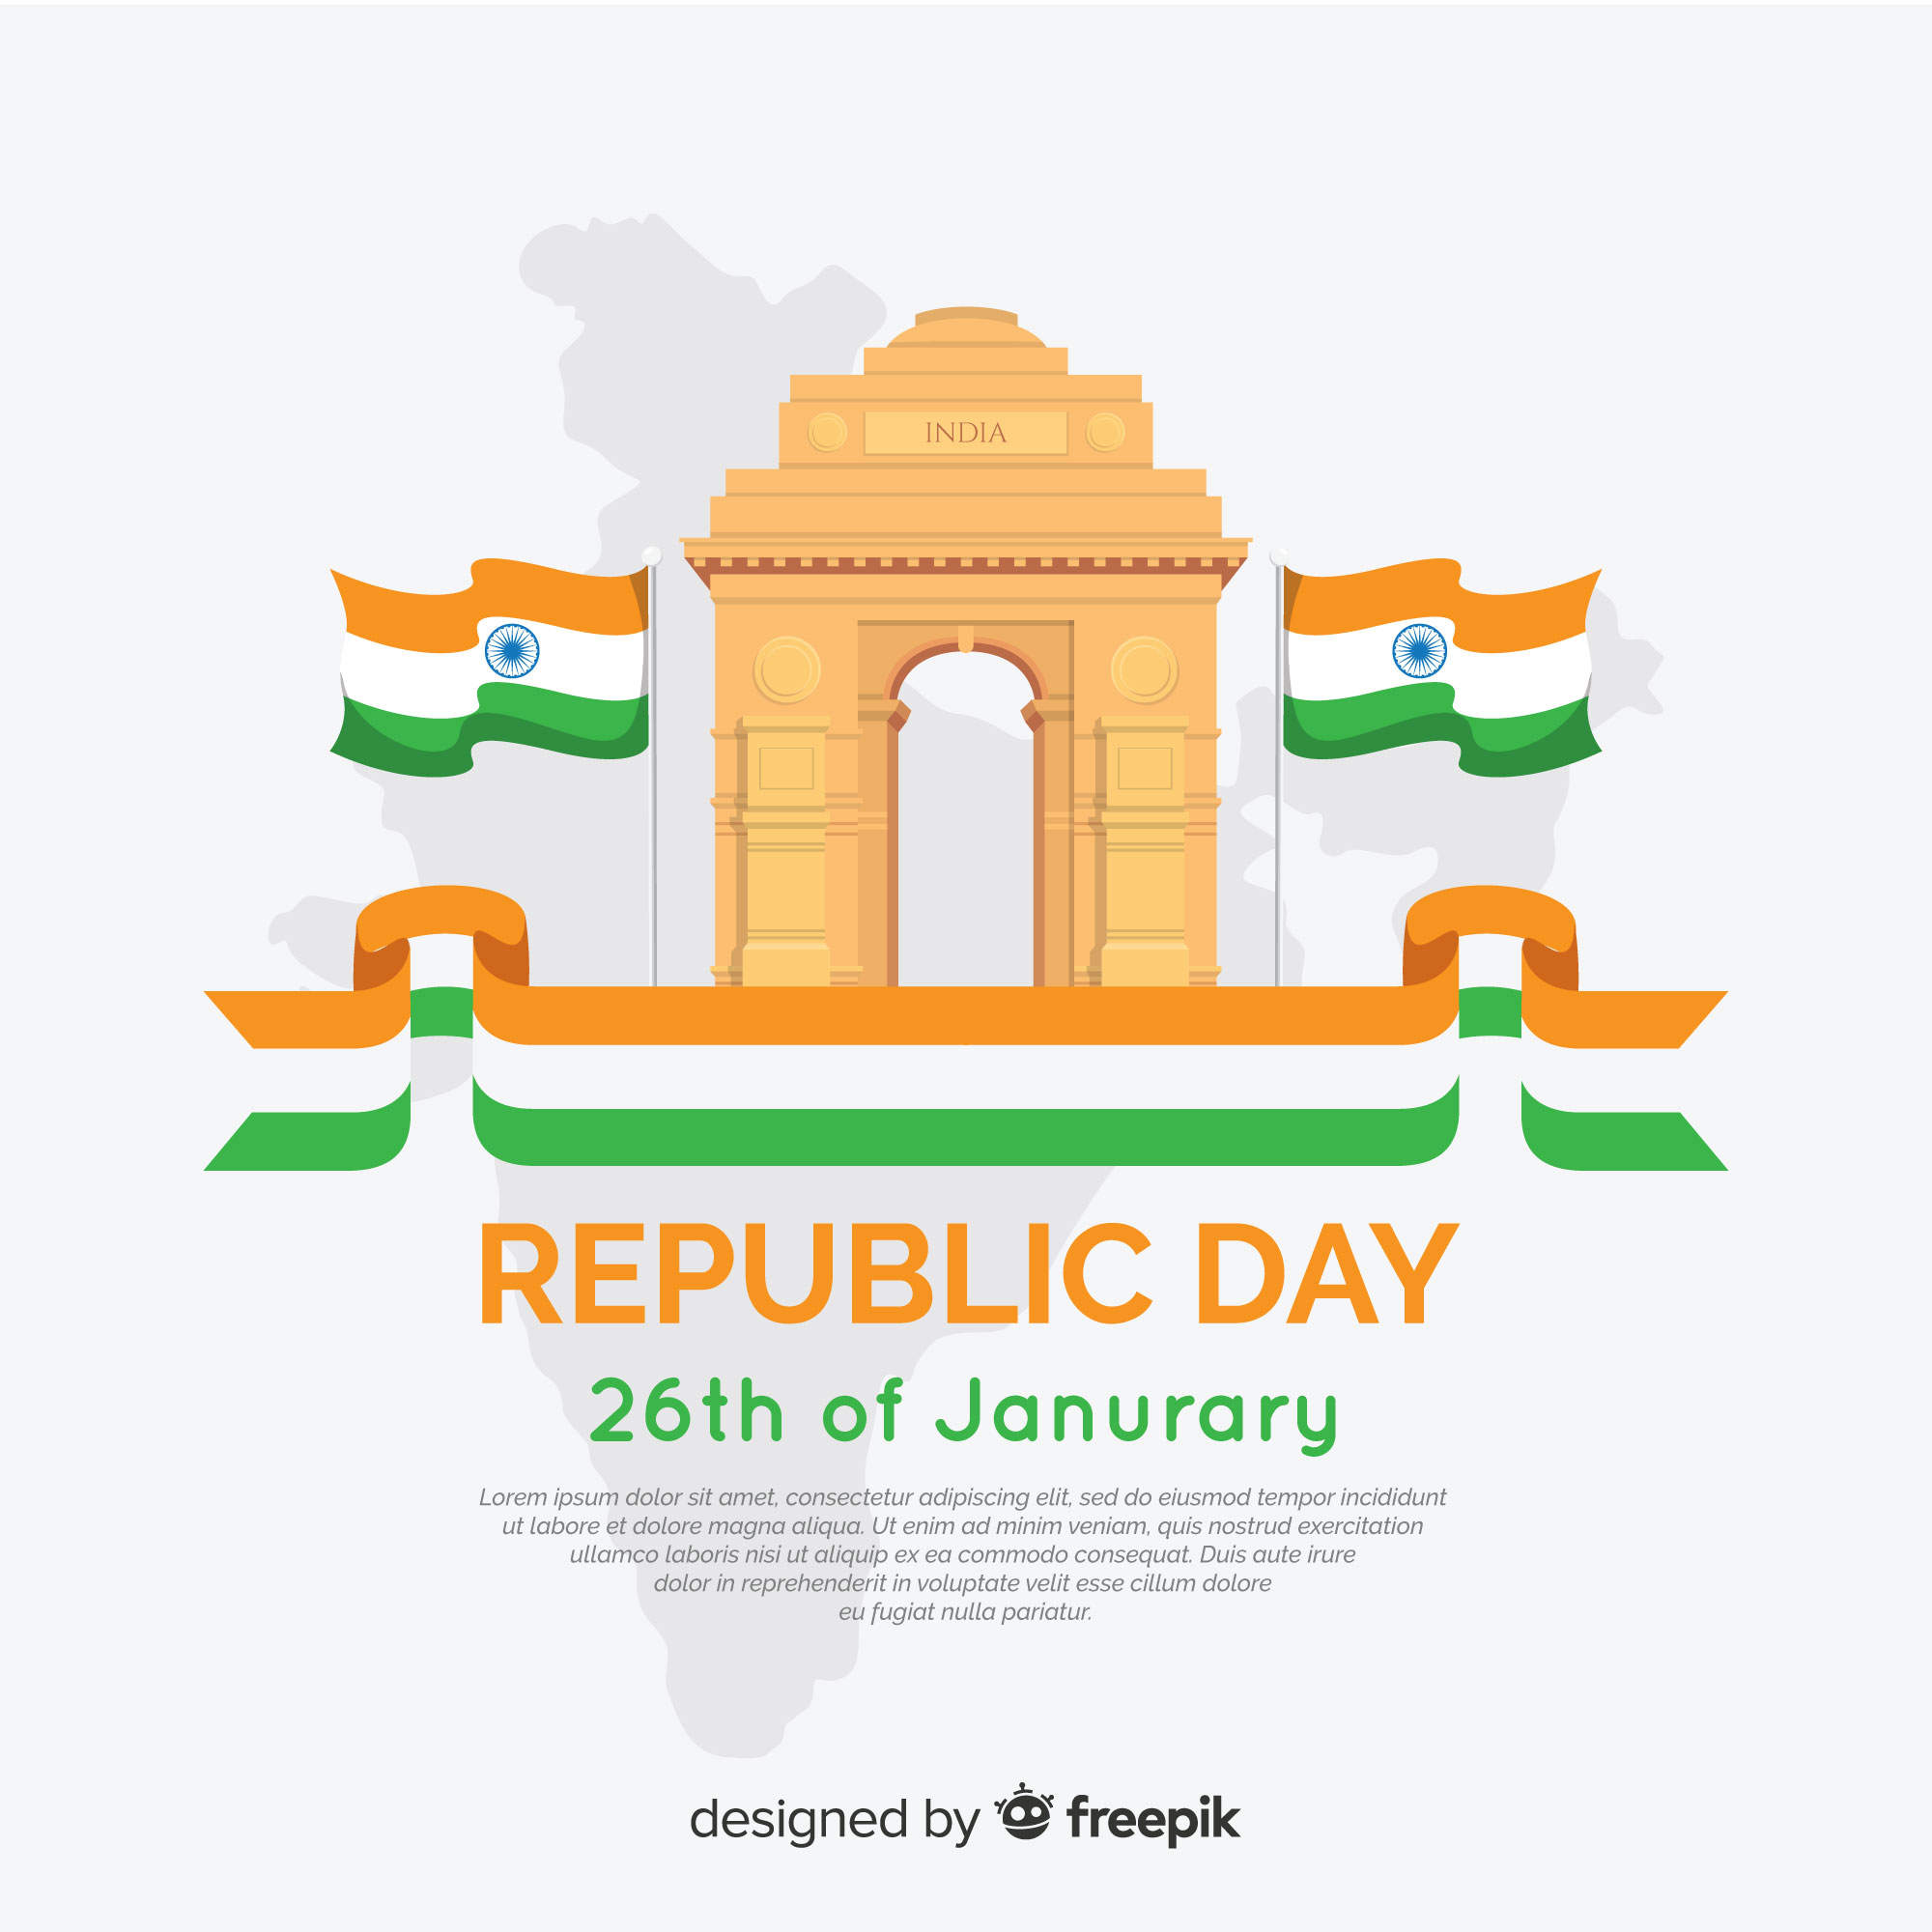 INDIA
REPUBLIC DAY
26th of Janurary
Lorem ipsum dolor sit amet, consectetur adipiscing elit, sed do eiusmod tempor incididunt
ut labore et dolore magna aliqua. Ut enim ad minim veniam, quis nostrud exercitation
ullamco laboris nisi ut aliquip ex ea commodo consequat. Duis aute irure
dolor in reprehenderit in voluptate velit esse cillum dolore
eu fugiat nulla pariatur.
designed by freepik